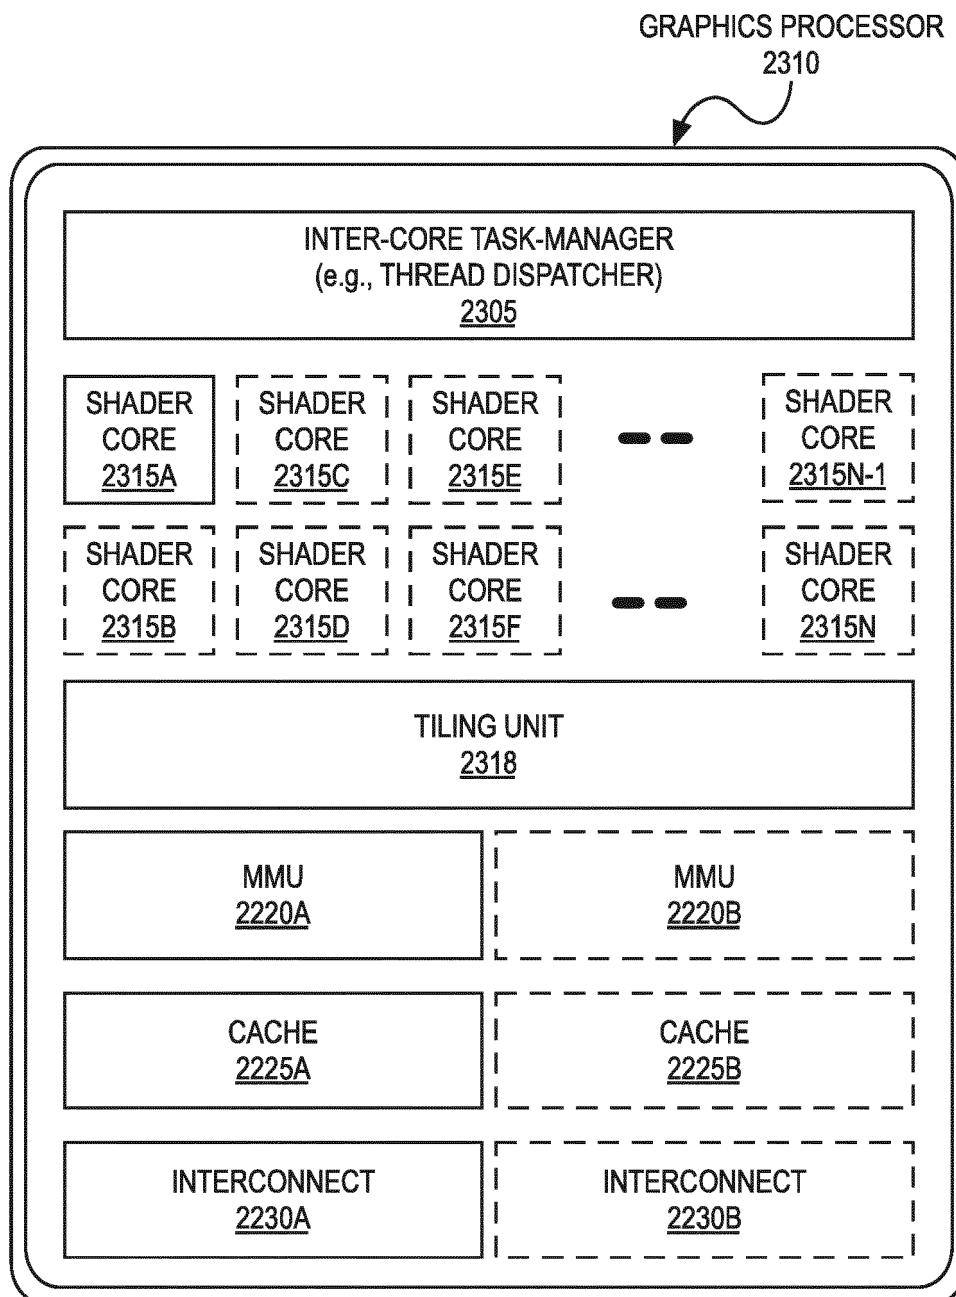 GRAPHICS PROCESSOR
2310
INTER-CORE TASK-MANAGER
(e.g., THREAD DISPATCHER)
2305
SHADER CORE 2315A
SHADER CORE 2315C
SHADER CORE 2315E
SHADER CORE 2315N-1
SHADER CORE 2315B
SHADER CORE 2315D
SHADER CORE 2315F
SHADER CORE 2315N
TILING UNIT
2318
MMU
2220A
MMU
2220B
CACHE
2225A
CACHE
2225B
INTERCONNECT
2230A
INTERCONNECT
2230B